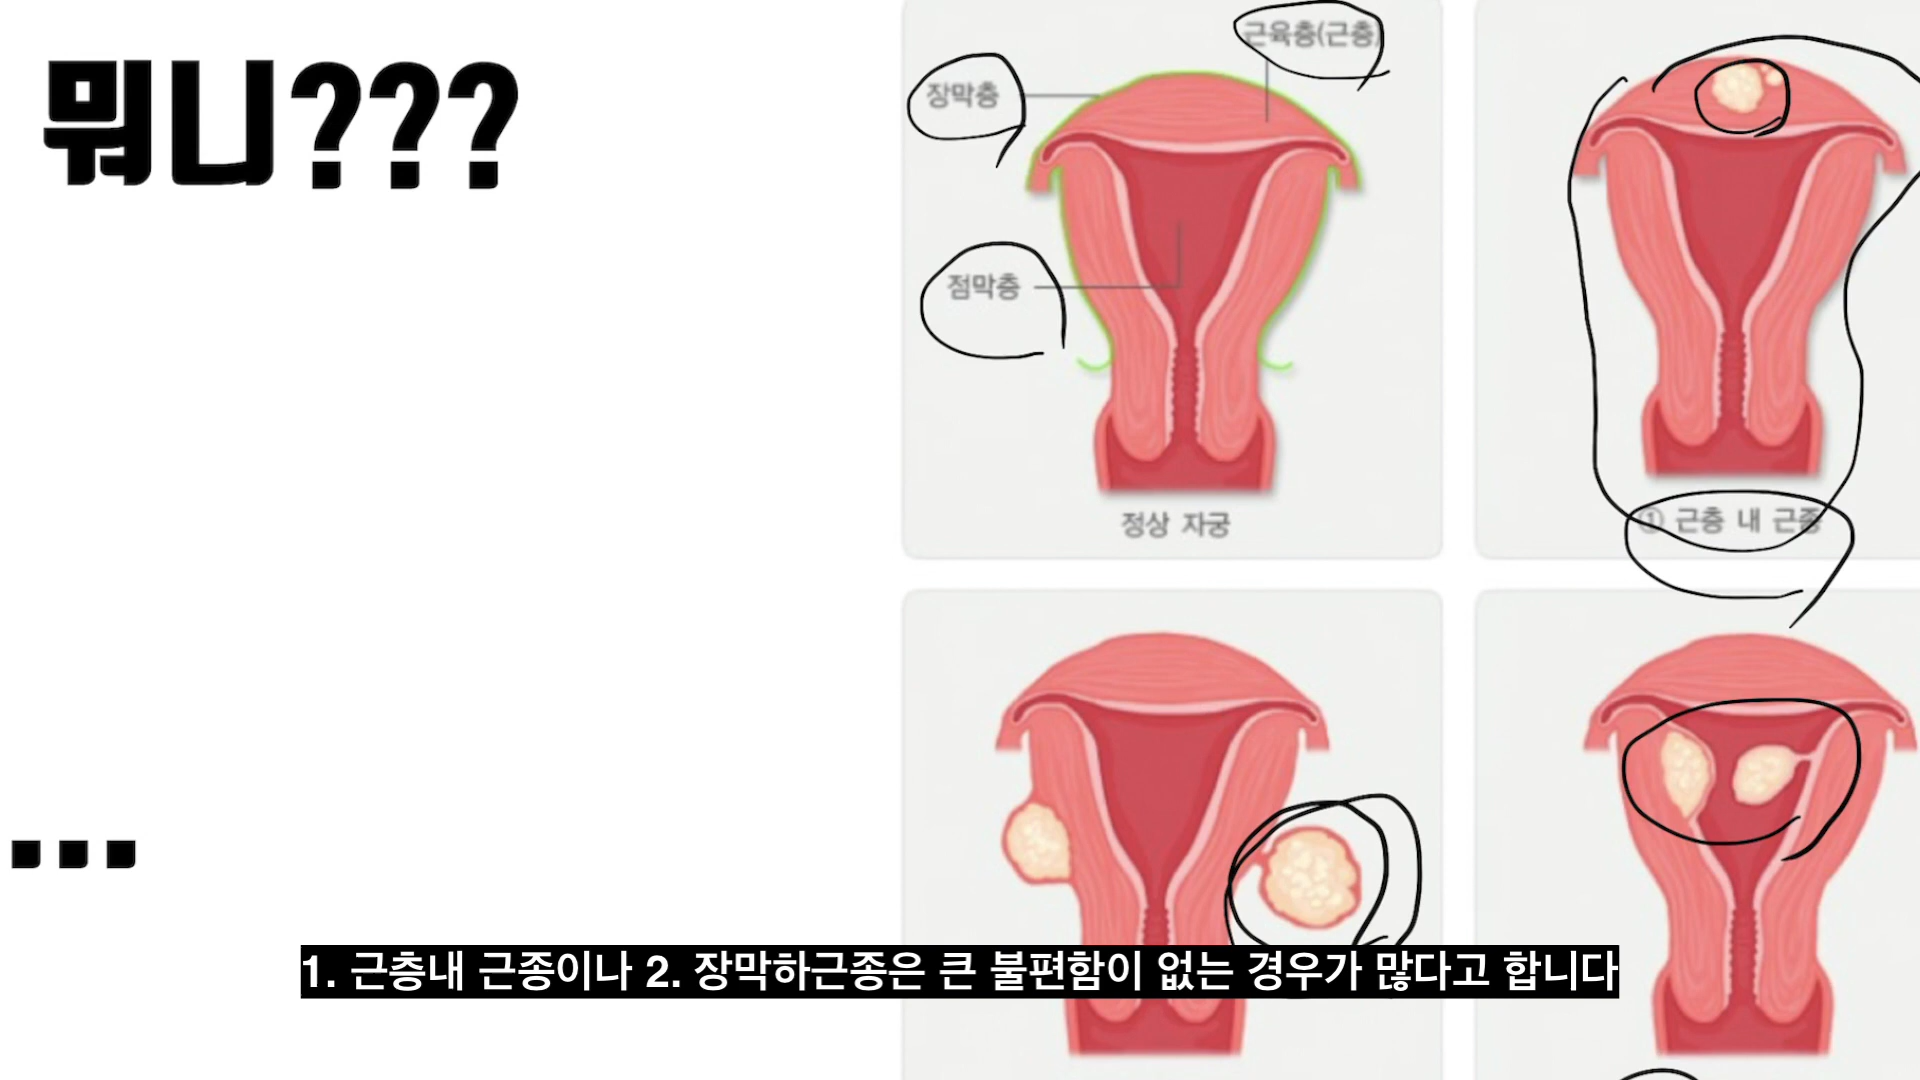 뭐니???
근육층(근층)
장막층
점막층
정상 자궁
① 근층 내 근종
...
1. 근층내 근종이나 2. 장막하근종은 큰 불편함이 없는 경우가 많다고 합니다